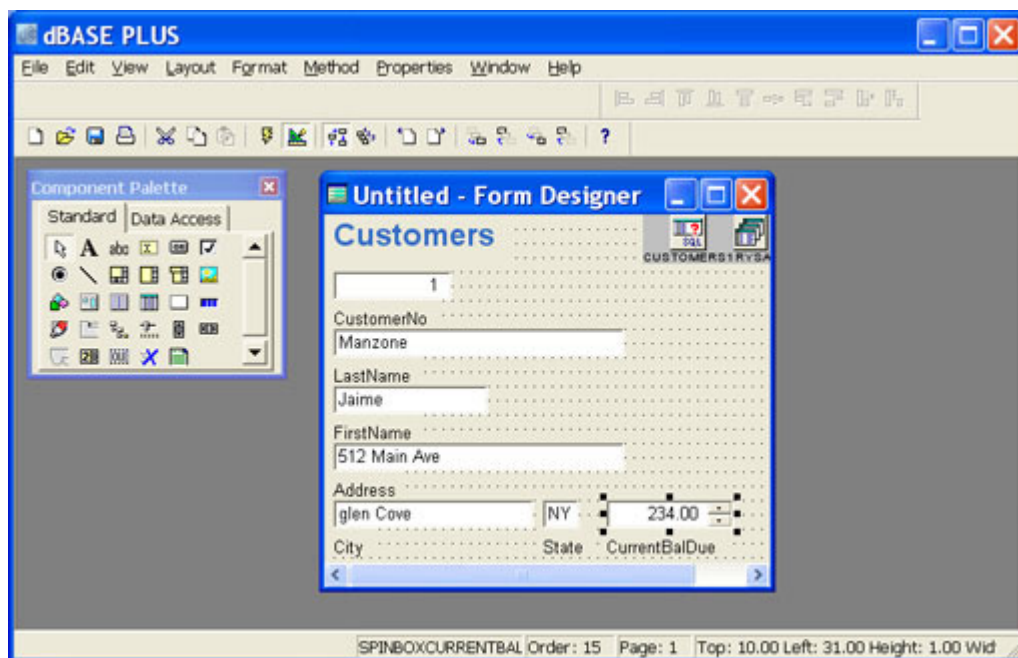 dBASE PLUS
File Edit View Layout Format Method Properties Window Help
Component Palette
Standard Data Access
Untitled - Form Designer
Customers
SQL
CUSTOMERS1
1
CustomerNo
Manzone
LastName
Jaime
FirstName
512 Main Ave
Address
glen Cove NY 234.00
City State CurrentBalDue
SPINBOXCURRENTBAL Order: 15 Page: 1 Top: 10.00 Left: 31.00 Height: 1.00 Wid